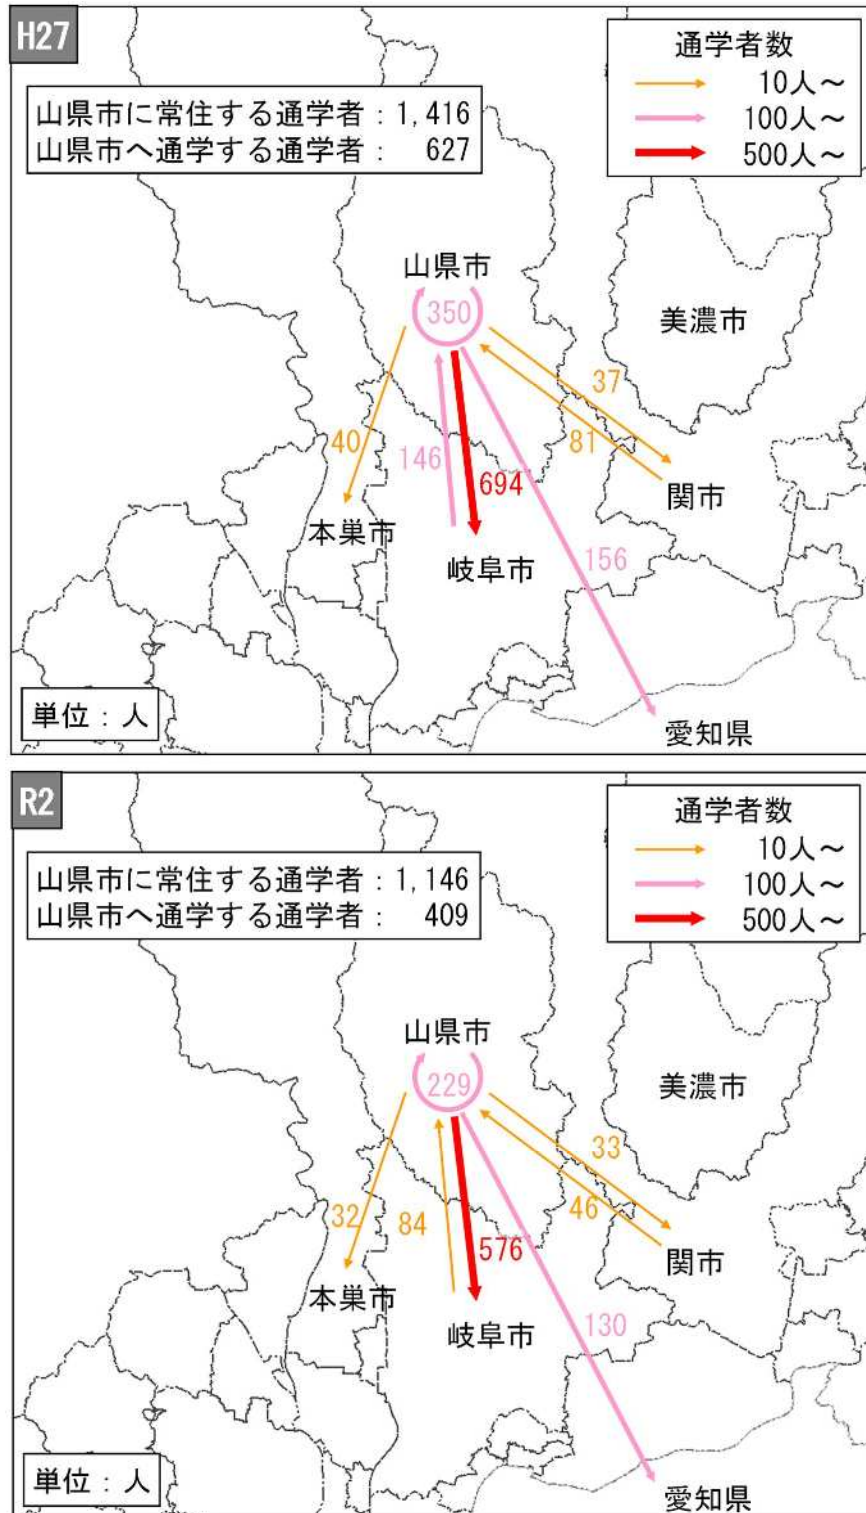 H27
通学者数
10人～
100人～
500人～
山県市に常住する通学者：1,416
山県市へ通学する通学者： 627
山県市
350
美濃市
37
81
40
146
694
関市
本巣市
岐阜市
156
単位：人
愛知県
R2
通学者数
10人～
100人～
500人～
山県市に常住する通学者：1,146
山県市へ通学する通学者： 409
山県市
229
美濃市
33
46
32
84
576
関市
本巣市
岐阜市
130
単位：人
愛知県